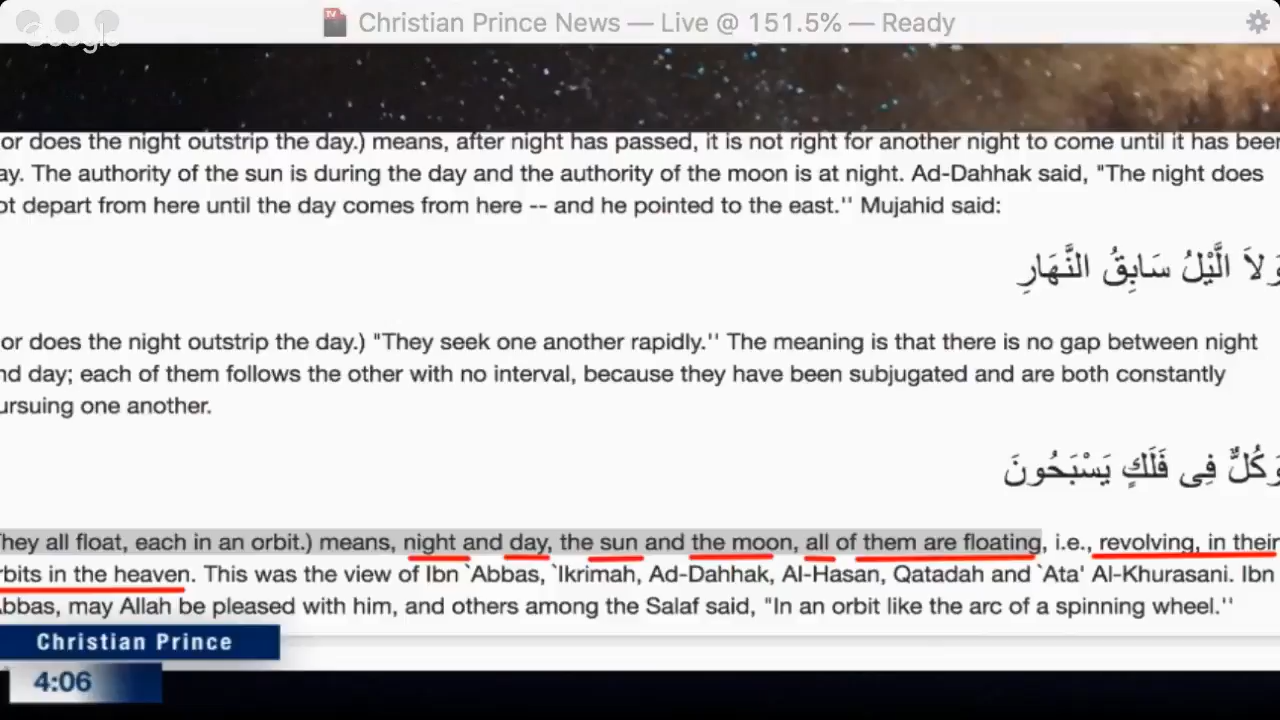 Christian Prince News — Live @ 151.5% — Ready
Google
or does the night outstrip the day.) means, after night has passed, it is not right for another night to come until it has been
ay. The authority of the sun is during the day and the authority of the moon is at night. Ad-Dahhak said, "The night does
ot depart from here until the day comes from here -- and he pointed to the east.'' Mujahid said:
وَلاَ الَّيْلُ سَابِقُ النَّهَارِ
or does the night outstrip the day.) "They seek one another rapidly.'' The meaning is that there is no gap between night
nd day; each of them follows the other with no interval, because they have been subjugated and are both constantly
ursuing one another.
وَكُلٌّ فِى فَلَكٍ يَسْبَحُونَ
They all float, each in an orbit.) means, night and day, the sun and the moon, all of them are floating, i.e., revolving, in their
rbits in the heaven. This was the view of Ibn `Abbas, `Ikrimah, Ad-Dahhak, Al-Hasan, Qatadah and `Ata' Al-Khurasani. Ibn
Abbas, may Allah be pleased with him, and others among the Salaf said, "In an orbit like the arc of a spinning wheel.''
Christian Prince
4:06